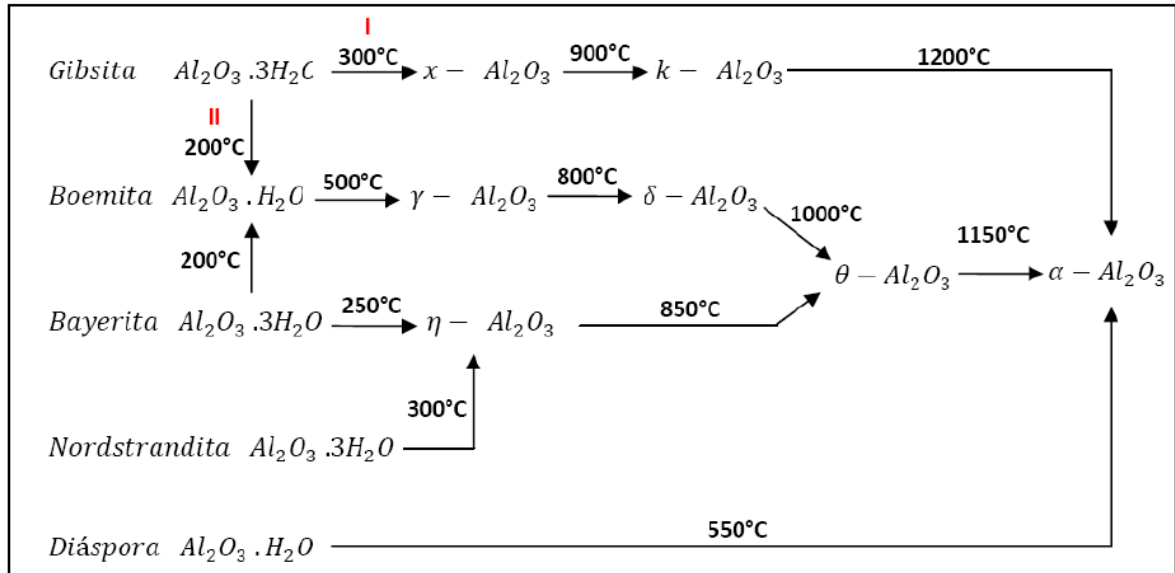 I
300°C 900°C 1200°C
Gibsita Al₂O₃.3H₂O x − Al₂O₃ k − Al₂O₃
II
200°C
500°C 800°C
Boemita Al₂O₃.H₂O γ − Al₂O₃ δ − Al₂O₃
1000°C
200°C 1150°C
θ − Al₂O₃ α − Al₂O₃
250°C 850°C
Bayerita Al₂O₃.3H₂O η − Al₂O₃
300°C
Nordstrandita Al₂O₃.3H₂O
550°C
Diáspora Al₂O₃.H₂O